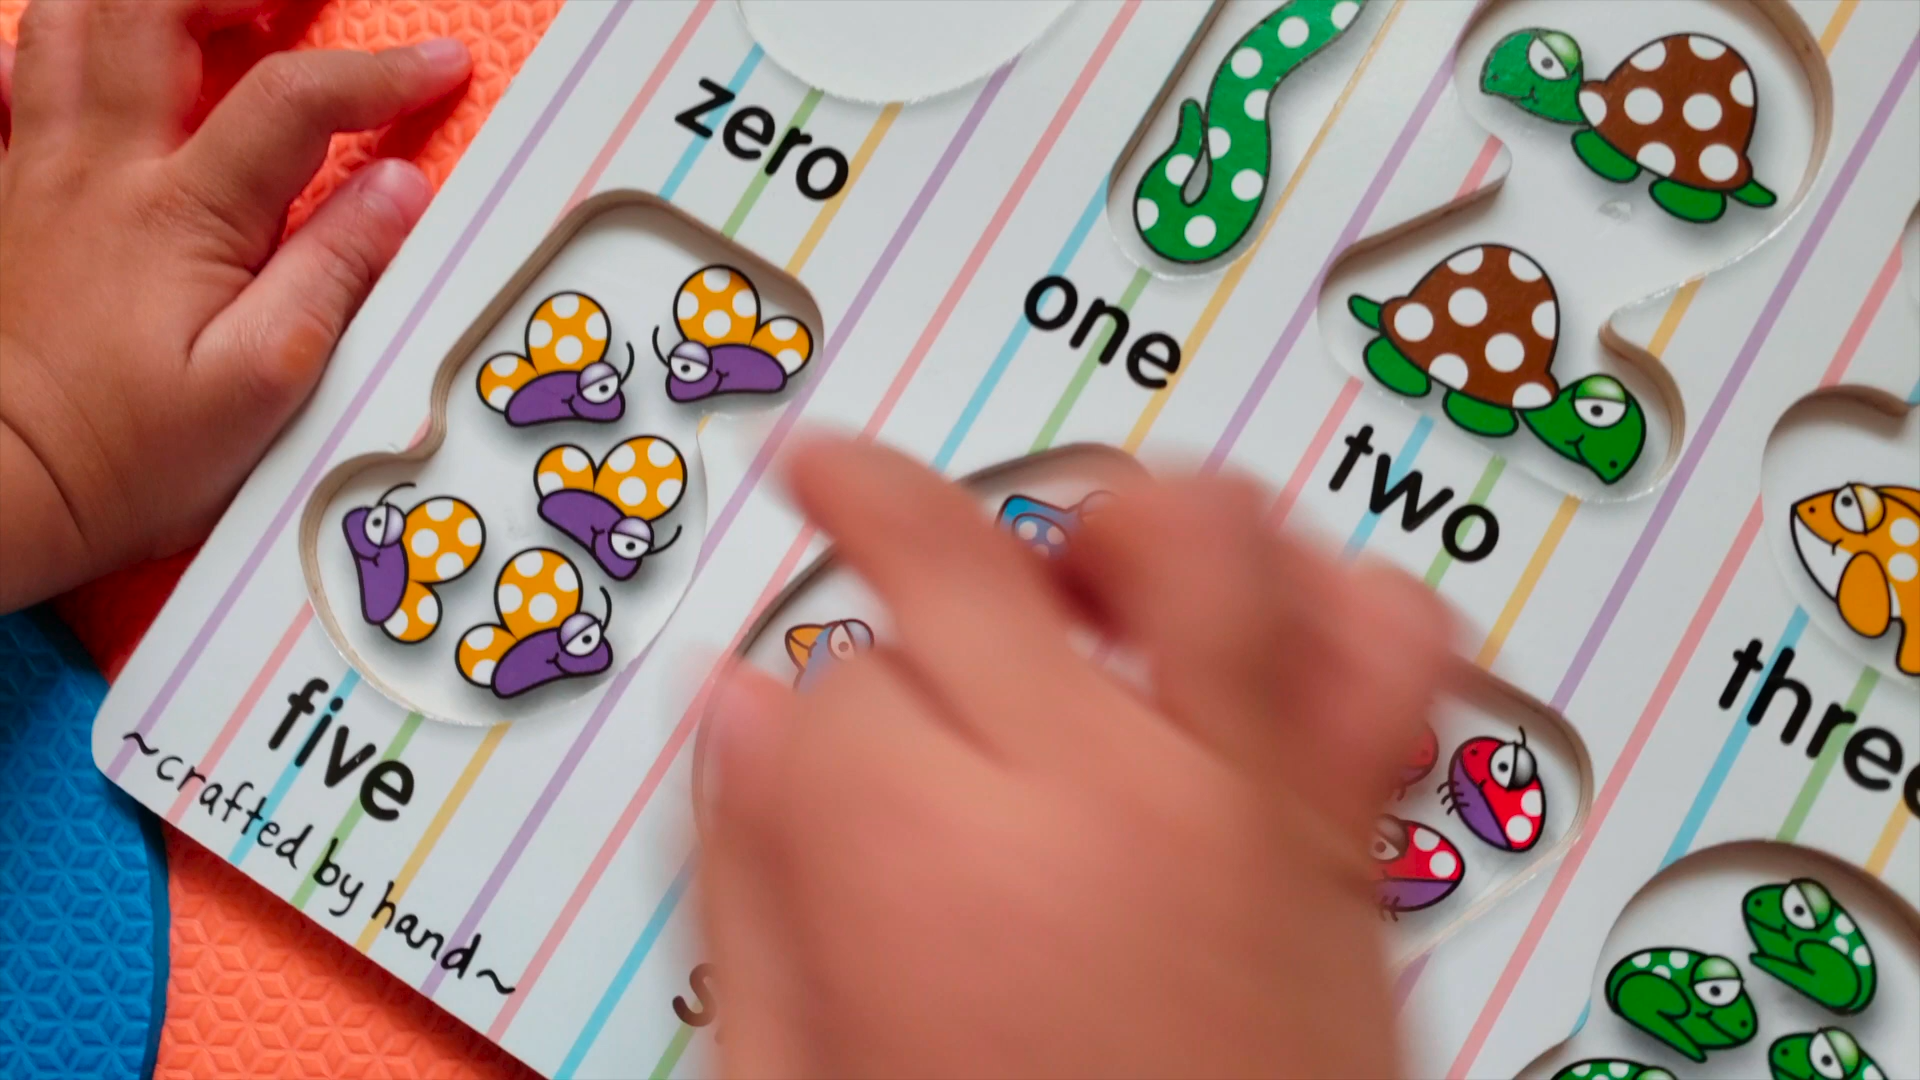 zero
one
two
three
five
~crafted by hand~